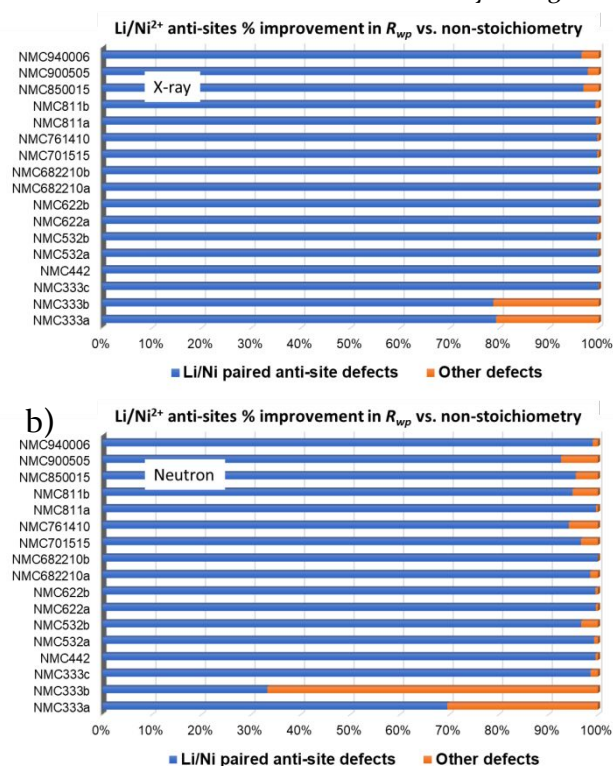 Li/Ni²⁺ anti-sites % improvement in Rwp vs. non-stoichiometry
NMC940006
NMC900505
NMC850015
NMC811b
NMC811a
NMC761410
NMC701515
NMC682210b
NMC682210a
NMC622b
NMC622a
NMC532b
NMC532a
NMC442
NMC333c
NMC333b
NMC333a
X-ray
0% 10% 20% 30% 40% 50% 60% 70% 80% 90% 100%
Li/Ni paired anti-site defects Other defects
b)
Li/Ni²⁺ anti-sites % improvement in Rwp vs. non-stoichiometry
NMC940006
NMC900505
NMC850015
NMC811b
NMC811a
NMC761410
NMC701515
NMC682210b
NMC682210a
NMC622b
NMC622a
NMC532b
NMC532a
NMC442
NMC333c
NMC333b
NMC333a
Neutron
0% 10% 20% 30% 40% 50% 60% 70% 80% 90% 100%
Li/Ni paired anti-site defects Other defects